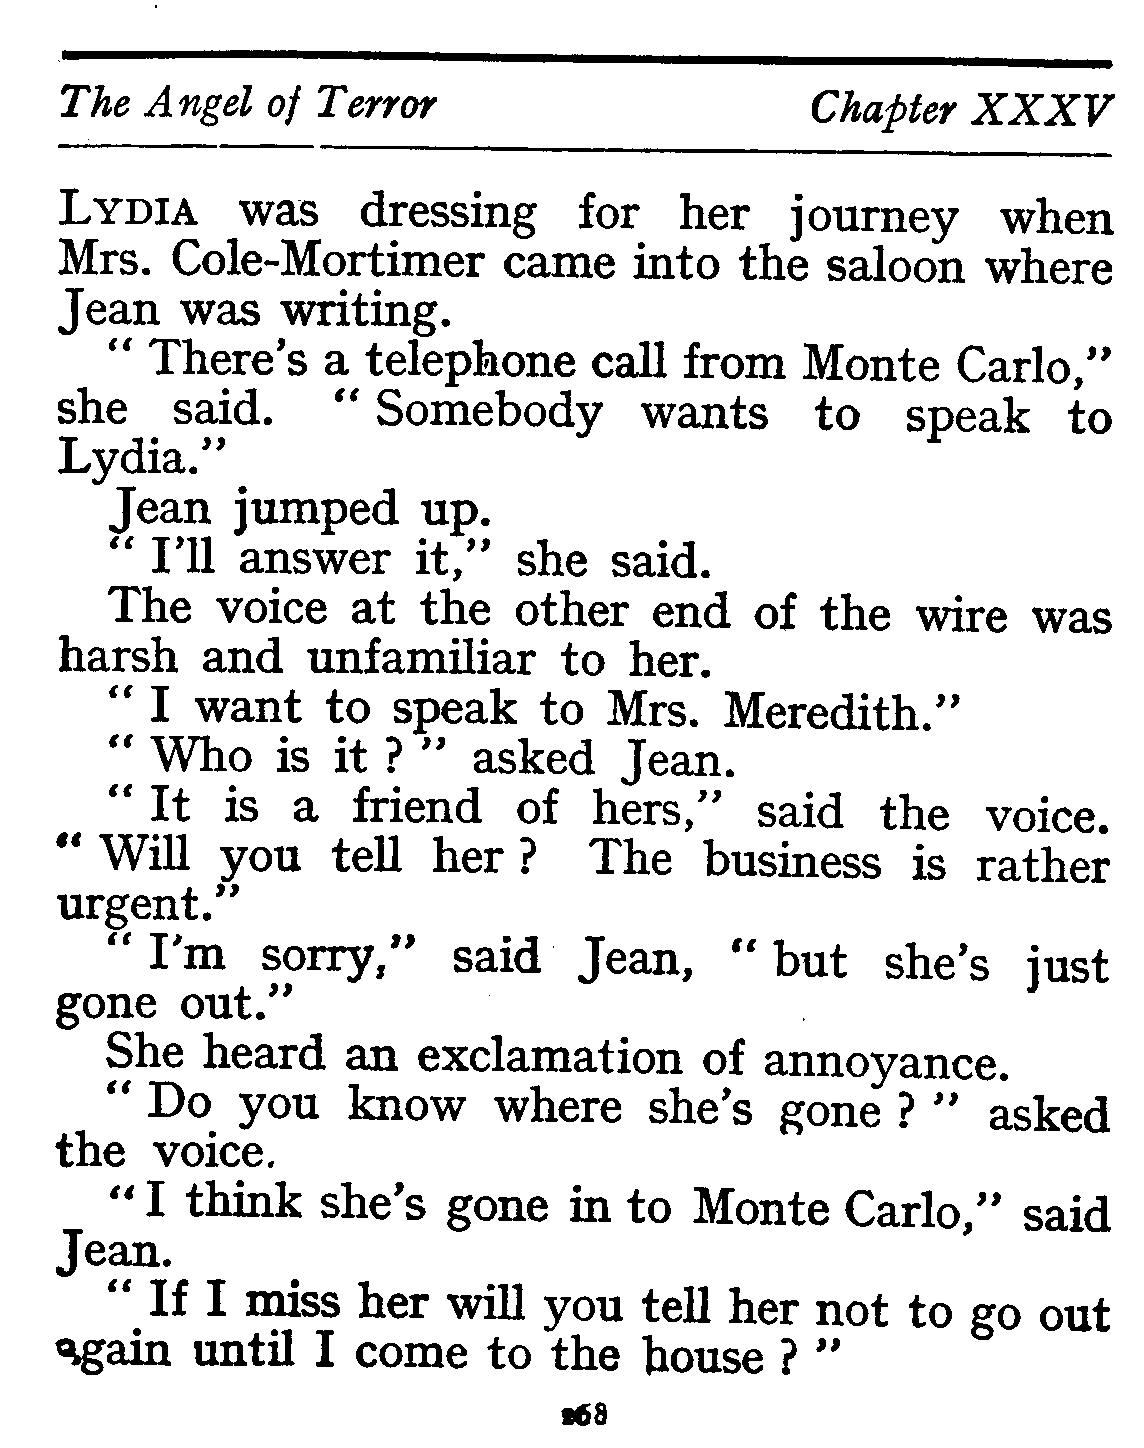 The Angel of Terror Chapter XXXV
LYDIA was dressing for her journey when
Mrs. Cole-Mortimer came into the saloon where
Jean was writing.
“ There's a telephone call from Monte Carlo,”
she said. “ Somebody wants to speak to
Lydia.”
Jean jumped up.
“ I'll answer it,” she said.
The voice at the other end of the wire was
harsh and unfamiliar to her.
“ I want to speak to Mrs. Meredith.”
“ Who is it ? ” asked Jean.
“ It is a friend of hers,” said the voice.
“ Will you tell her ? The business is rather
urgent.”
“ I'm sorry,” said Jean, “ but she's just
gone out.”
She heard an exclamation of annoyance.
“ Do you know where she's gone ? ” asked
the voice.
“ I think she's gone in to Monte Carlo,” said
Jean.
“ If I miss her will you tell her not to go out
again until I come to the house ? ”
268